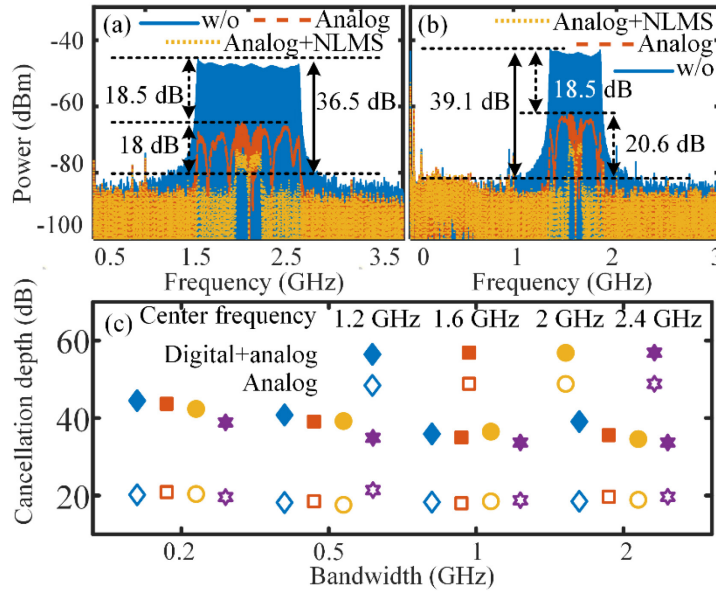 (a) w/o Analog
Analog+NLMS
-40
-60
-80
-100
Power (dBm)
18.5 dB
18 dB
36.5 dB
0.5 1.5 2.5 3.5
Frequency (GHz)
(b) Analog+NLMS
Analog
w/o
39.1 dB
18.5 dB
20.6 dB
0 1 2 3
Frequency (GHz)
(c) Center frequency 1.2 GHz 1.6 GHz 2 GHz 2.4 GHz
Digital+analog
Analog
60
40
20
Cancellation depth (dB)
0.2 0.5 1 2
Bandwidth (GHz)